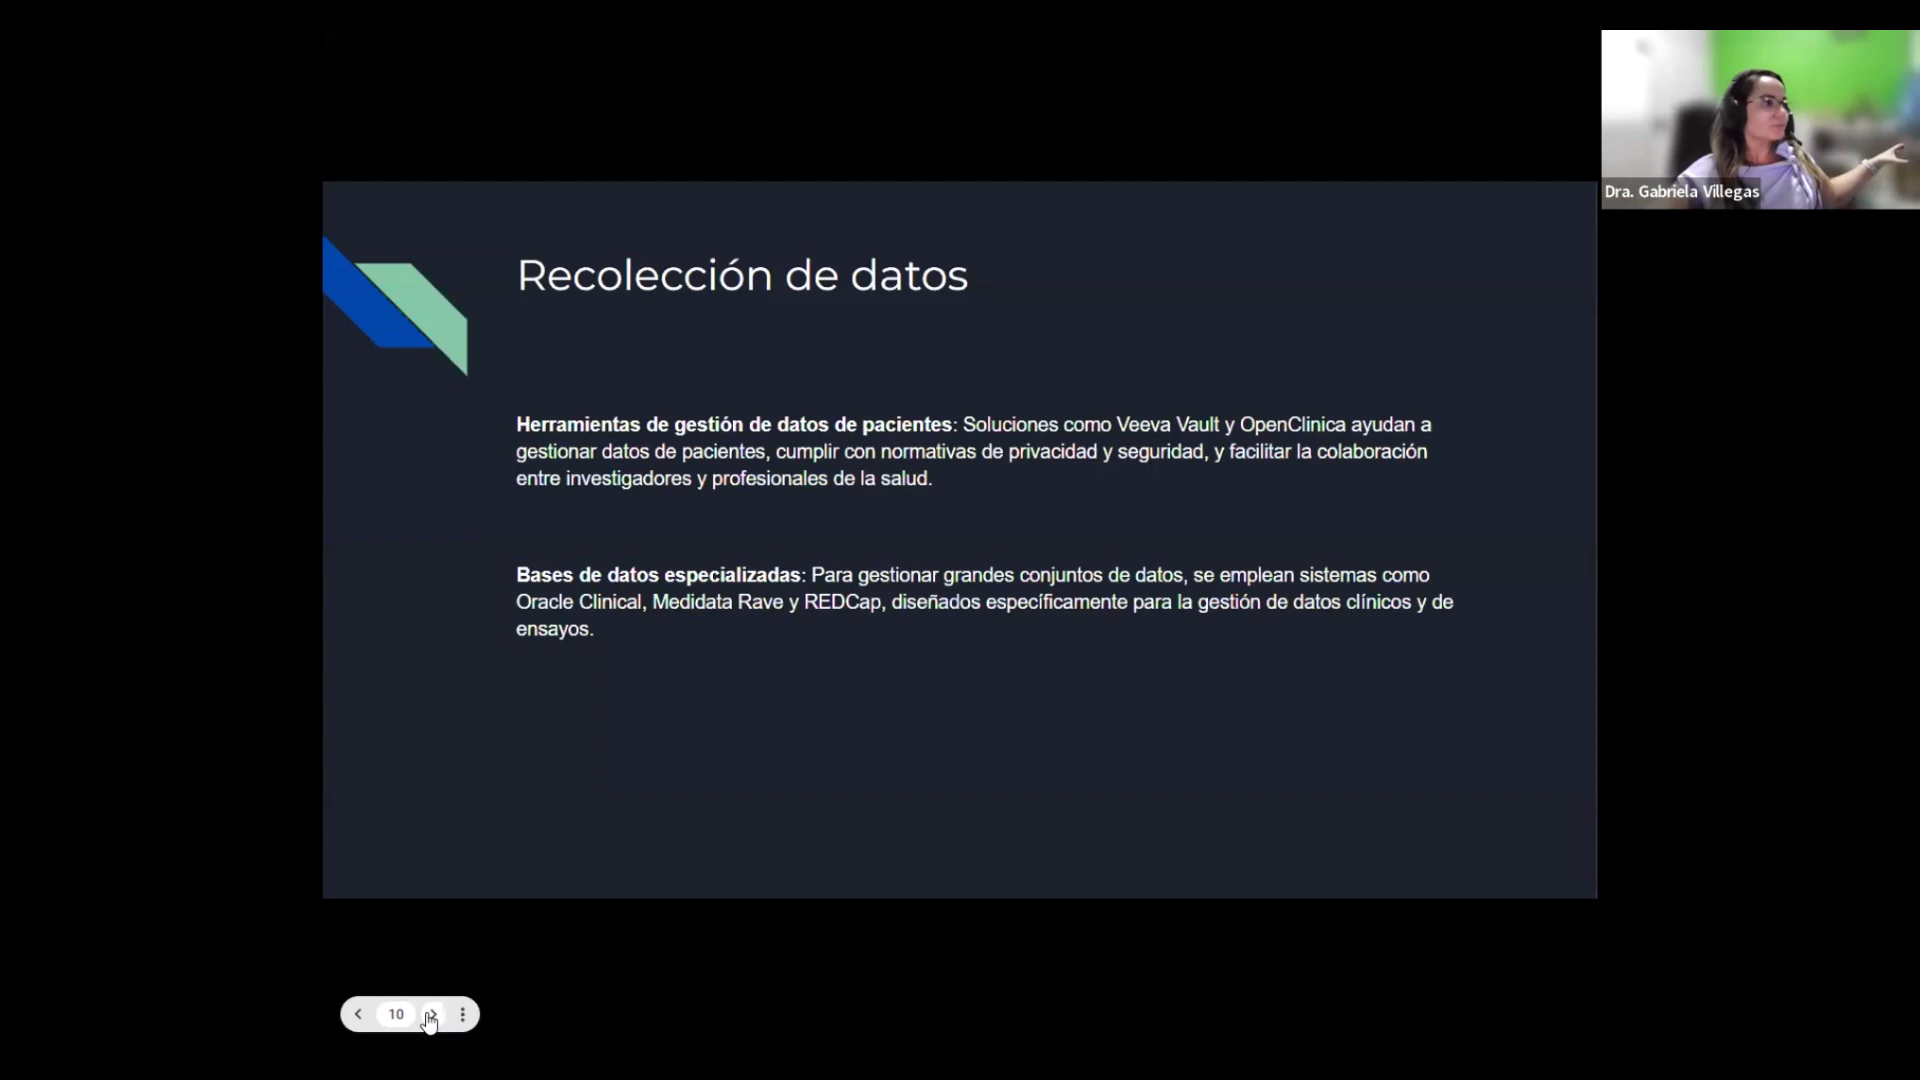 Dra. Gabriela Villegas
Recolección de datos
Herramientas de gestión de datos de pacientes: Soluciones como Veeva Vault y OpenClinica ayudan a
gestionar datos de pacientes, cumplir con normativas de privacidad y seguridad, y facilitar la colaboración
entre investigadores y profesionales de la salud.
Bases de datos especializadas: Para gestionar grandes conjuntos de datos, se emplean sistemas como
Oracle Clinical, Medidata Rave y REDCap, diseñados específicamente para la gestión de datos clínicos y de
ensayos.
10